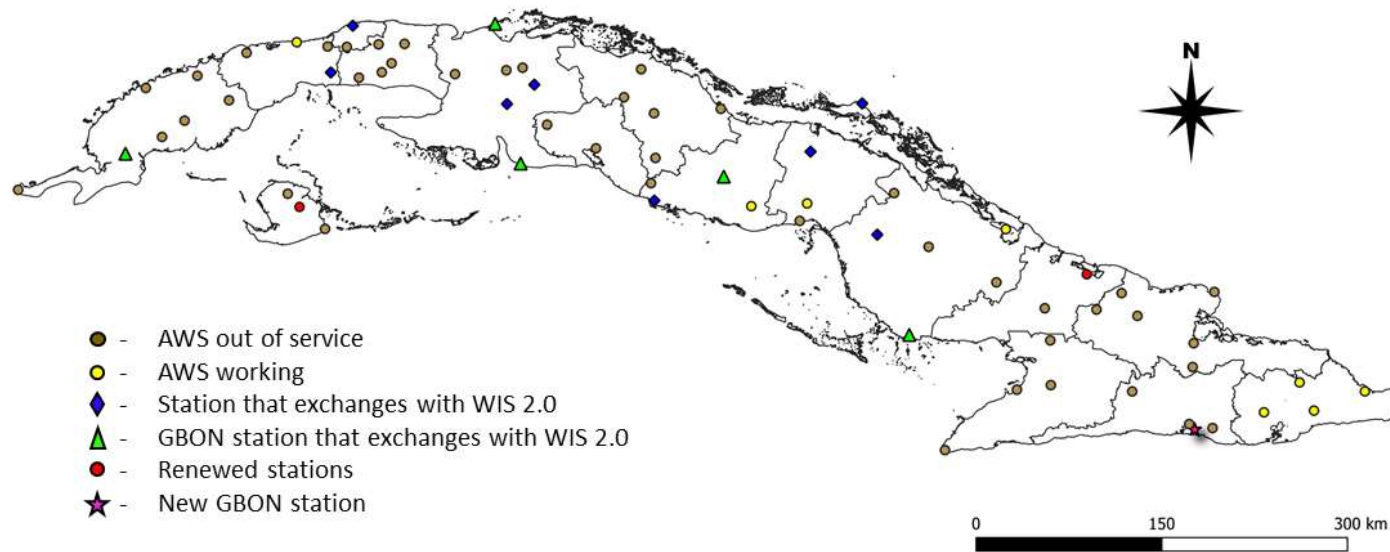 N
- AWS out of service
- AWS working
- Station that exchanges with WIS 2.0
- GBON station that exchanges with WIS 2.0
- Renewed stations
- New GBON station
0 150 300 km